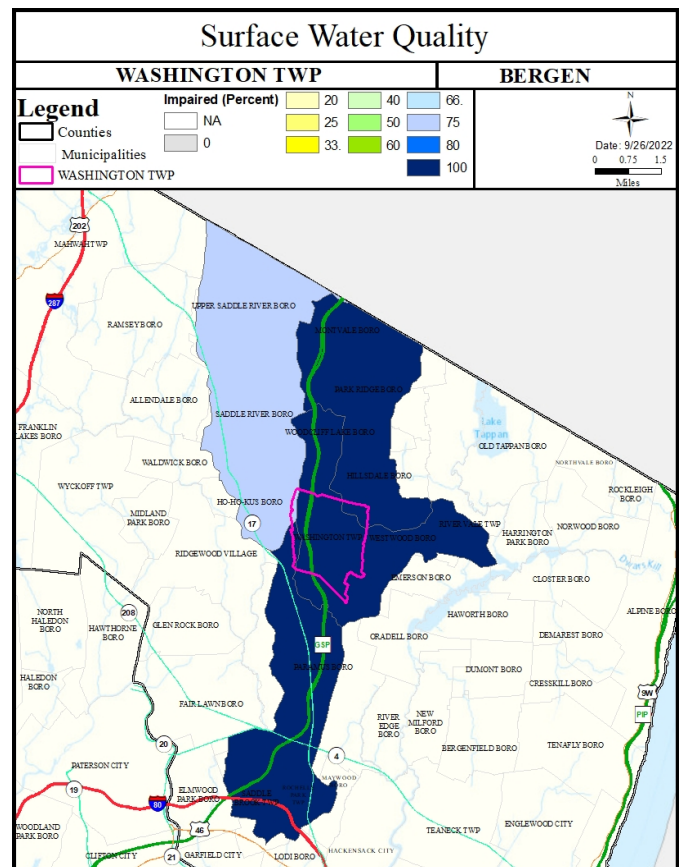 Surface Water Quality
WASHINGTON TWP
BERGEN
Legend
Counties
Municipalities
WASHINGTON TWP
Impaired (Percent)
NA
0
20
25
33.
40
50
60
66.
75
80
100
N
Date: 9/26/2022
0 0.75 1.5
Miles
202
MAHWAH TWP
287
UPPER SADDLE RIVER BORO
RAMSEY BORO
MONTVALE BORO
PARK RIDGE BORO
ALLENDALE BORO
SADDLE RIVER BORO
WOODCLIFF LAKE BORO
Lake
Tappan
OLD TAPPAN BORO
FRANKLIN
LAKES BORO
WALDWICK BORO
HILLSDALE BORO
NORTHVALE BORO
WYCKOFF TWP
ROCKLEIGH
BORO
HO-HO-KUS BORO
MIDLAND
PARK BORO
17
RIVER VALE TWP
NORWOOD BORO
HARRINGTON
PARK BORO
WASHINGTON TWP
WESTWOOD BORO
RIDGEWOOD VILLAGE
Dwars Kill
EMERSON BORO
CLOSTER BORO
NORTH
HALEDON
BORO
208
HAWTHORNE
BORO
GLEN ROCK BORO
HAWORTH BORO
ALPINE BORO
ORADELL BORO
DEMAREST BORO
GSP
PARAMUS BORO
HALEDON
BORO
DUMONT BORO
CRESSKILL BORO
9W
FAIR LAWN BORO
RIVER
EDGE
BORO
NEW
MILFORD
BORO
PIP
20
4
BERGENFIELD BORO
TENAFLY BORO
PATERSON CITY
MAYWOOD
BORO
19
80
ELMWOOD
PARK BORO
SADDLE
BROOK TWP
WOODLAND
PARK BORO
46
ENGLEWOOD CITY
TEANECK TWP
CLIFTON CITY
21
GARFIELD CITY
LODI BORO
HACKENSACK CITY